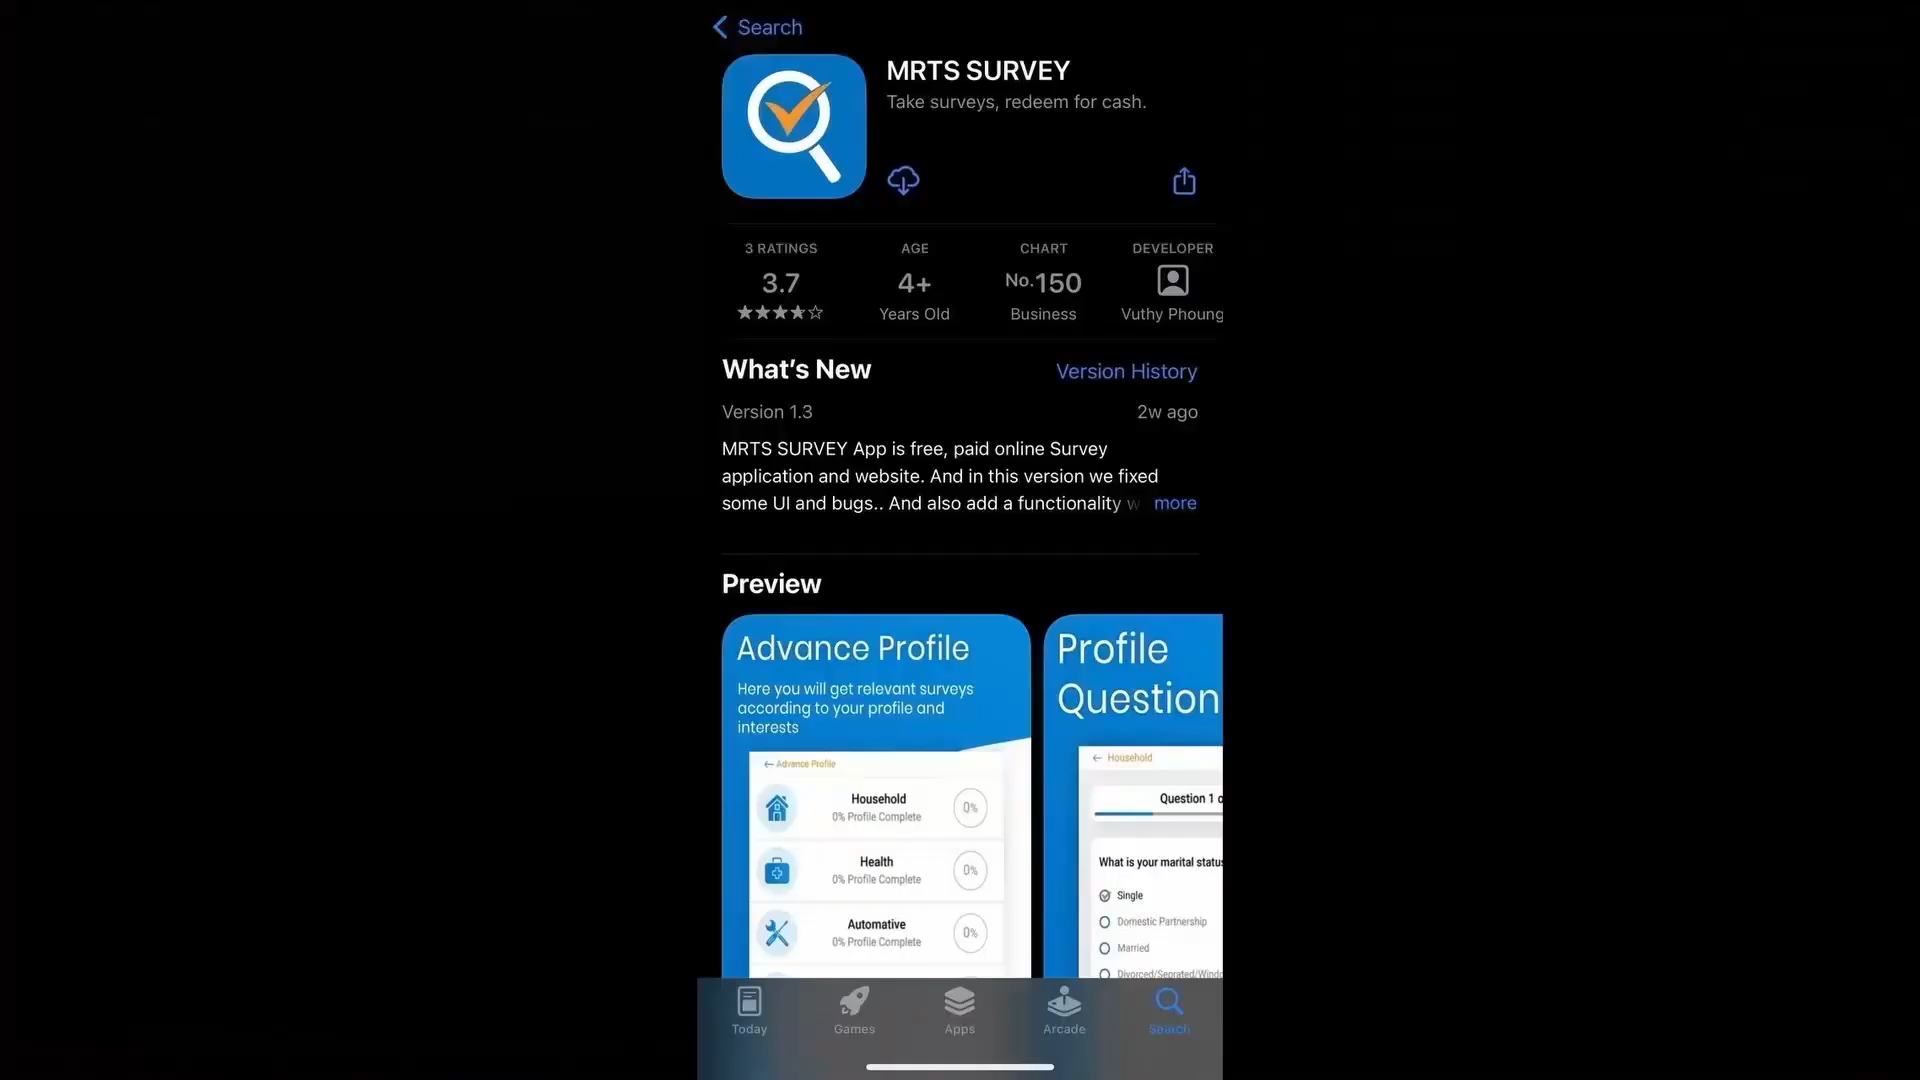 Search
MRTS SURVEY
Take surveys, redeem for cash.
3 RATINGS
3.7
AGE
4+
Years Old
CHART
No.150
Business
DEVELOPER
Vuthy Phoung
What's New
Version History
Version 1.3
2w ago
MRTS SURVEY App is free, paid online Survey
application and website. And in this version we fixed
some UI and bugs.. And also add a functionality w more
Preview
Advance Profile
Here you will get relevant surveys
according to your profile and
interests
Advance Profile
Household
0% Profile Complete
0%
Health
0% Profile Complete
0%
Automative
0% Profile Complete
0%
Profile
Question
Household
Question 1 o
What is your marital statu
Single
Domestic Partnership
Married
Divorced/Seprated/Wind
Today
Games
Apps
Arcade
Search